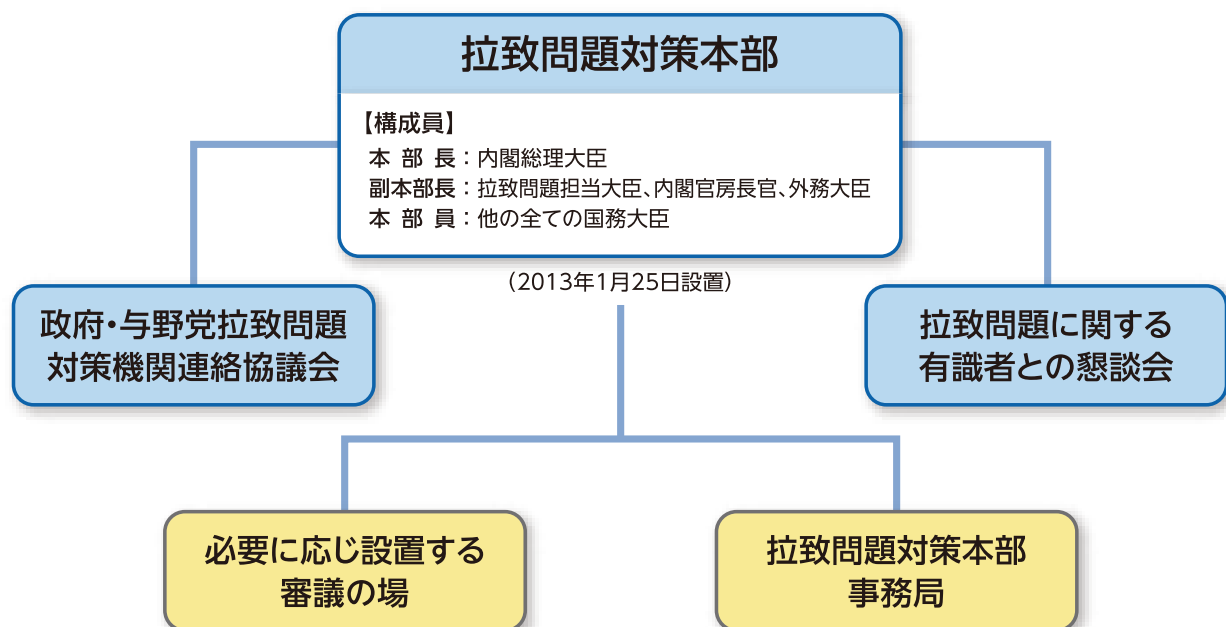 拉致問題対策本部
【構成員】
本部長：内閣総理大臣
副本部長：拉致問題担当大臣、内閣官房長官、外務大臣
本部員：他の全ての国務大臣
（2013年1月25日設置）
政府・与野党拉致問題
対策機関連絡協議会
拉致問題に関する
有識者との懇談会
必要に応じ設置する
審議の場
拉致問題対策本部
事務局